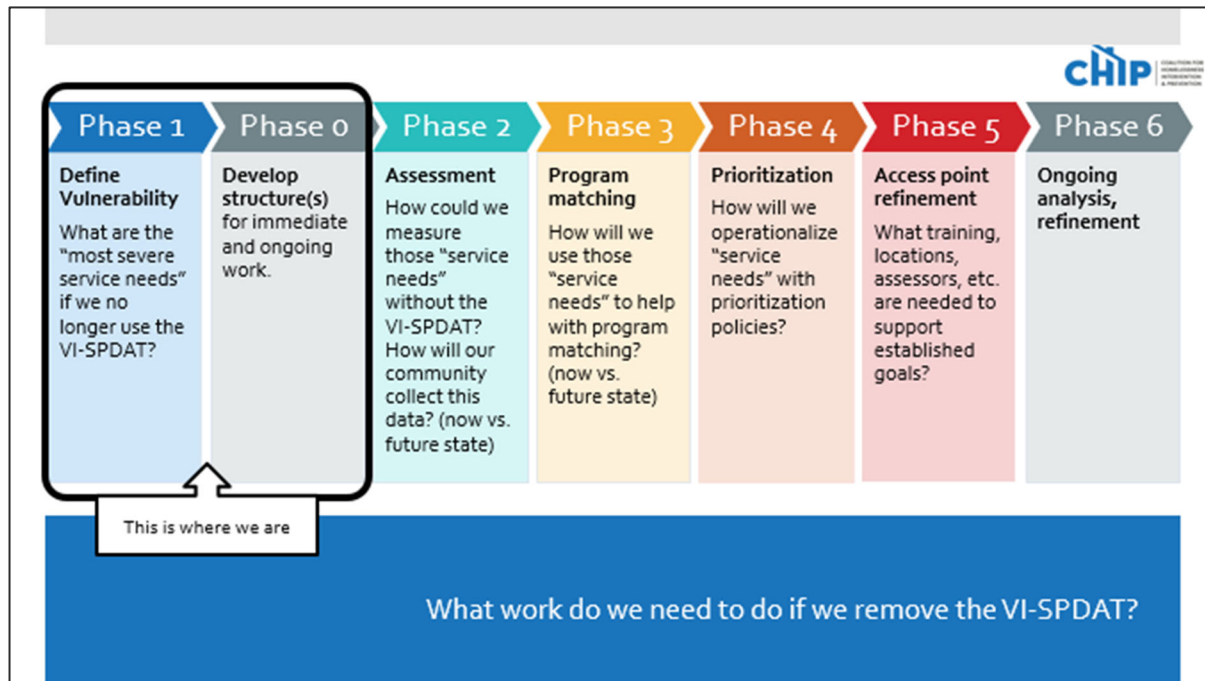 CHIP
COALITION FOR
HOMELESSNESS
INTERVENTION
& PREVENTION
Phase 1
Define
Vulnerability
What are the
“most severe
service needs”
if we no
longer use the
VI-SPDAT?
Phase 0
Develop
structure(s)
for immediate
and ongoing
work.
Phase 2
Assessment
How could we
measure
those “service
needs”
without the
VI-SPDAT?
How will our
community
collect this
data? (now vs.
future state)
Phase 3
Program
matching
How will we
use those
“service
needs” to help
with program
matching?
(now vs.
future state)
Phase 4
Prioritization
How will we
operationalize
“service
needs” with
prioritization
policies?
Phase 5
Access point
refinement
What training,
locations,
assessors, etc.
are needed to
support
established
goals?
Phase 6
Ongoing
analysis,
refinement
This is where we are
What work do we need to do if we remove the VI-SPDAT?